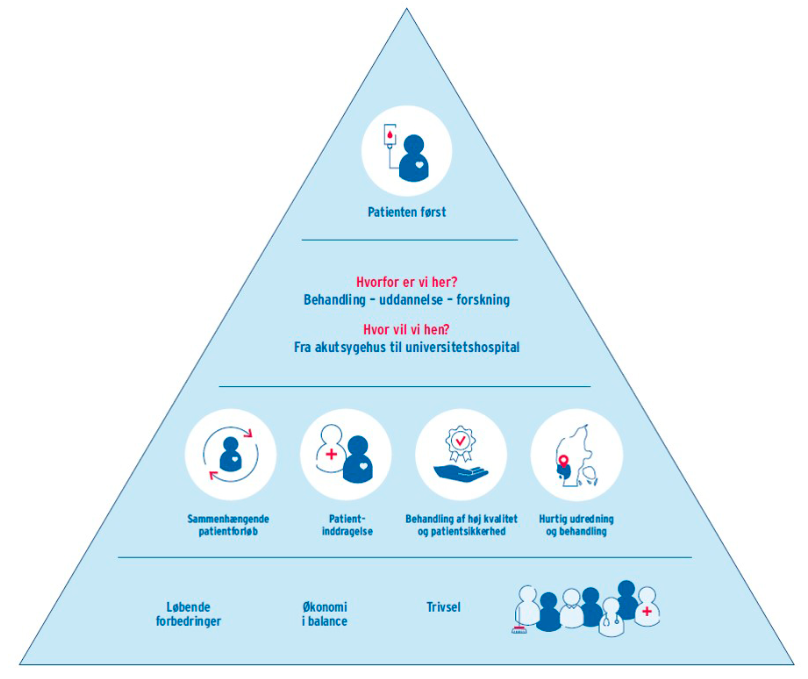 Patienten først
Hvorfor er vi her?
Behandling – uddannelse – forskning
Hvor vil vi hen?
Fra akutsygehus til universitetshospital
Sammenhængende
patientforløb
Patient-
inddragelse
Behandling af høj kvalitet
og patientsikkerhed
Hurtig udredning
og behandling
Løbende
forbedringer
Økonomi
i balance
Trivsel